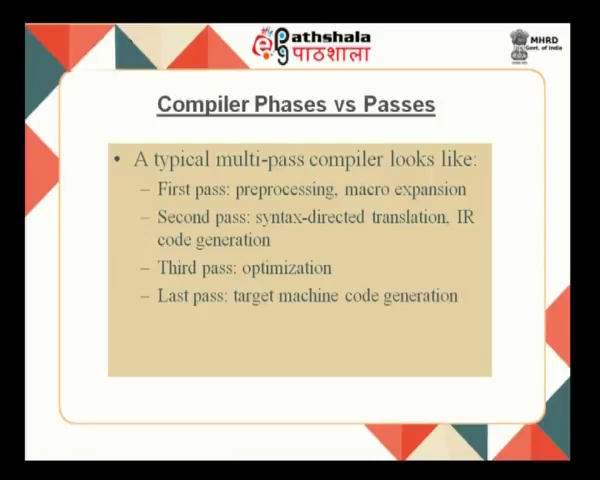 Pathshala
पाठशाला
MHRD
Govt. of India
Compiler Phases vs Passes
• A typical multi-pass compiler looks like:
– First pass: preprocessing, macro expansion
– Second pass: syntax-directed translation, IR
code generation
– Third pass: optimization
– Last pass: target machine code generation